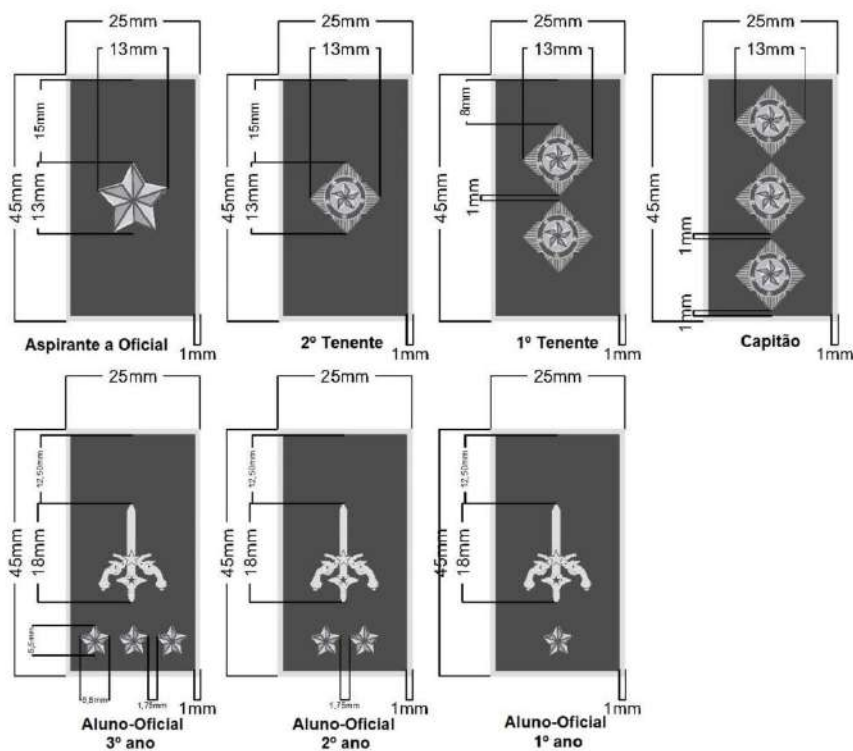 25mm 25mm 25mm 25mm
13mm 13mm 13mm 13mm
45mm 15mm 13mm
45mm 15mm 13mm
45mm 8mm 1mm
45mm 1mm 1mm
Aspirante a Oficial 1mm
2º Tenente 1mm
1º Tenente 1mm
Capitão 1mm
25mm 25mm 25mm
45mm 12,50mm 18mm
45mm 12,50mm 18mm
45mm 12,50mm 18mm
1,75mm 1mm
1,75mm 1mm
1mm
Aluno-Oficial
3º ano
Aluno-Oficial
2º ano
Aluno-Oficial
1º ano